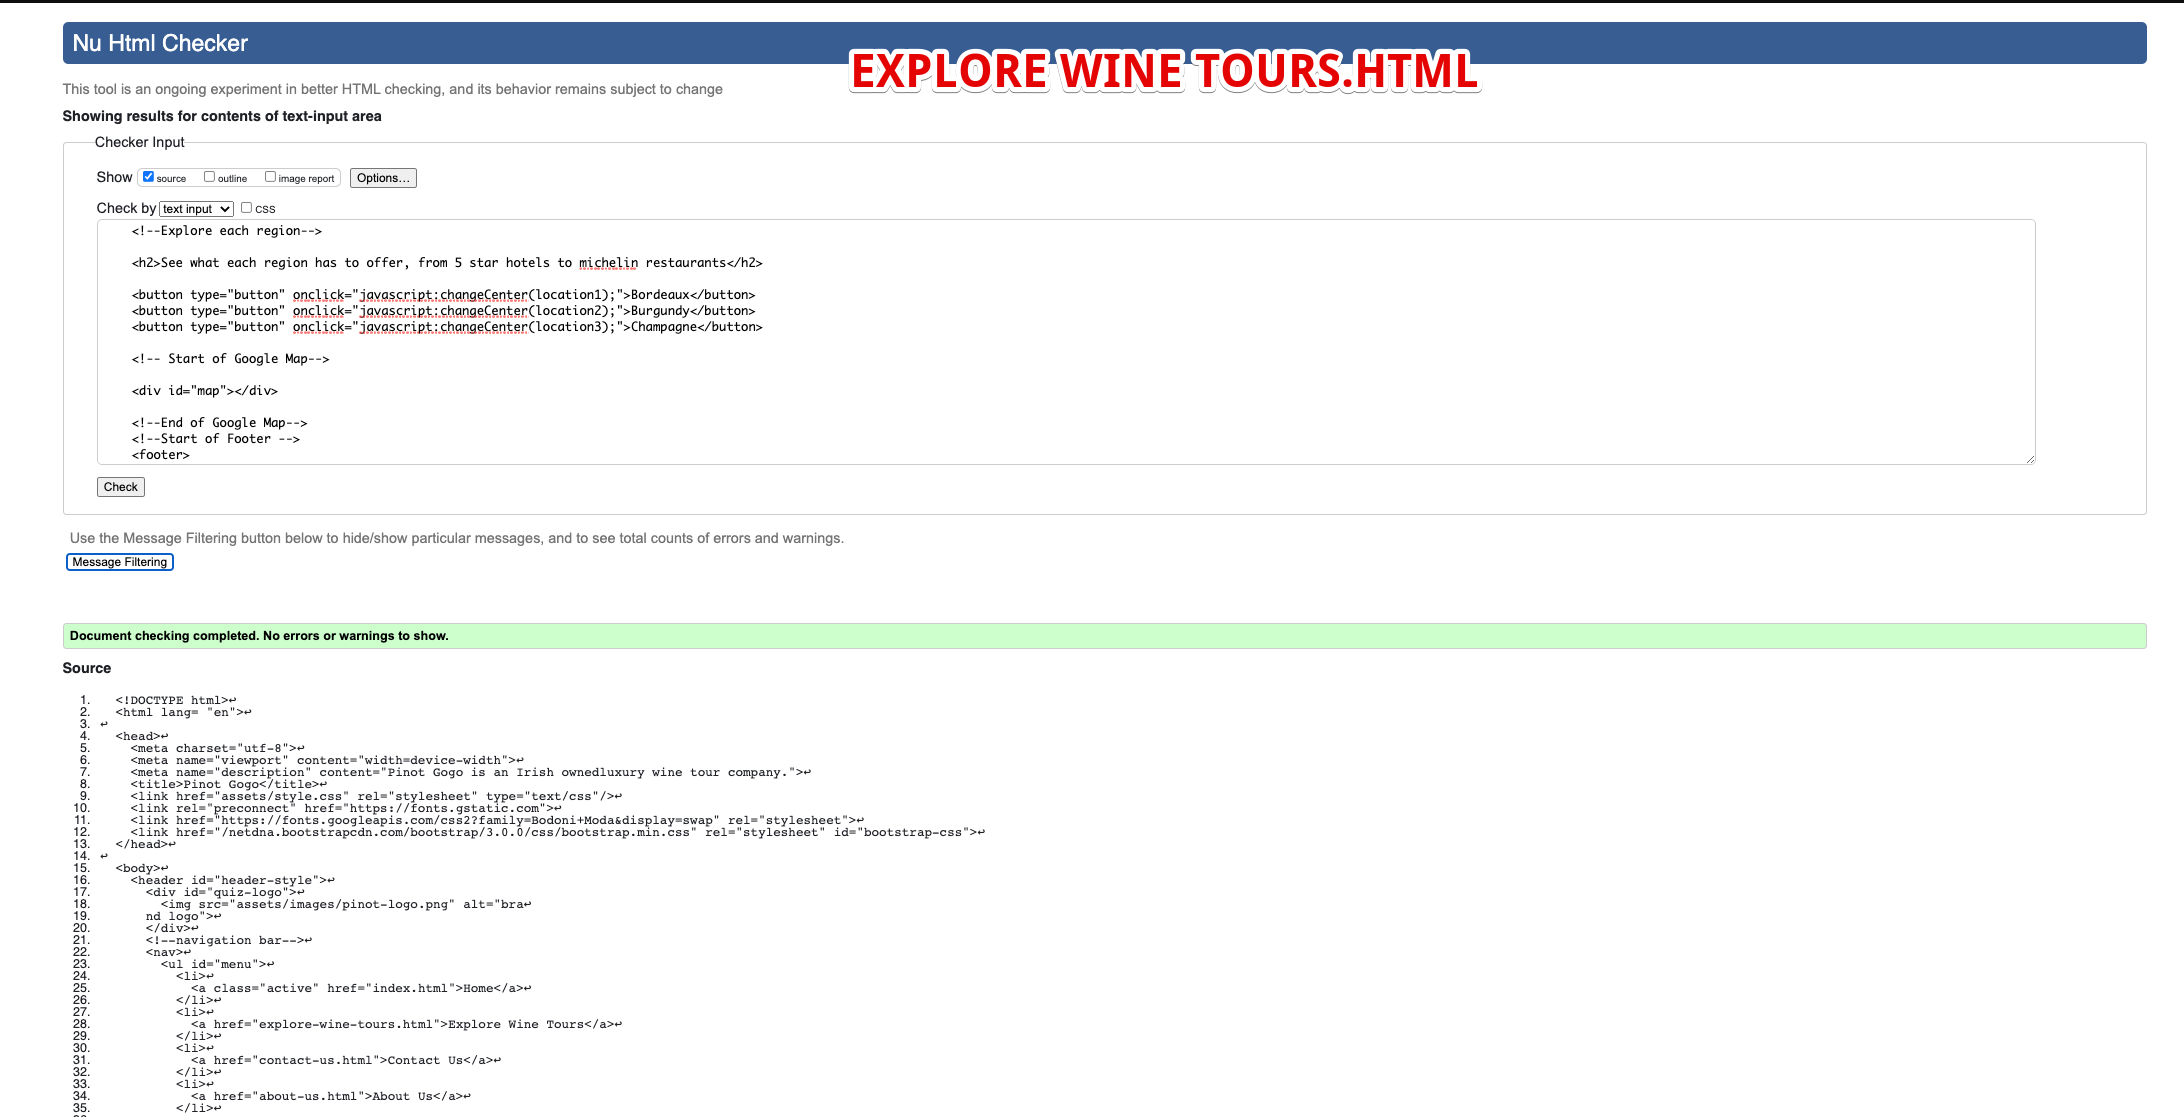 Nu Html Checker
EXPLORE WINE TOURS.HTML
This tool is an ongoing experiment in better HTML checking, and its behavior remains subject to change
Showing results for contents of text-input area
Checker Input
Show source outline image report Options…
Check by text input css
<!--Explore each region-->
<h2>See what each region has to offer, from 5 star hotels to michelin restaurants</h2>
<button type="button" onclick="javascript:changeCenter(location1);">Bordeaux</button>
<button type="button" onclick="javascript:changeCenter(location2);">Burgundy</button>
<button type="button" onclick="javascript:changeCenter(location3);">Champagne</button>
<!-- Start of Google Map-->
<div id="map"></div>
<!--End of Google Map-->
<!--Start of Footer -->
<footer>
Check
Use the Message Filtering button below to hide/show particular messages, and to see total counts of errors and warnings.
Message Filtering
Document checking completed. No errors or warnings to show.
Source
1. <!DOCTYPE html>↩
2. <html lang= "en">↩
3. ↩
4. <head>↩
5. <meta charset="utf-8">↩
6. <meta name="viewport" content="width=device-width">↩
7. <meta name="description" content="Pinot Gogo is an Irish ownedluxury wine tour company.">↩
8. <title>Pinot Gogo</title>↩
9. <link href="assets/style.css" rel="stylesheet" type="text/css"/>↩
10. <link rel="preconnect" href="https://fonts.gstatic.com">↩
11. <link href="https://fonts.googleapis.com/css2?family=Bodoni+Moda&display=swap" rel="stylesheet">↩
12. <link href="/netdna.bootstrapcdn.com/bootstrap/3.0.0/css/bootstrap.min.css" rel="stylesheet" id="bootstrap-css">↩
13. </head>↩
14. ↩
15. <body>↩
16. <header id="header-style">↩
17. <div id="quiz-logo">↩
18. <img src="assets/images/pinot-logo.png" alt="bra↩
19. nd logo">↩
20. </div>↩
21. <!--navigation bar-->↩
22. <nav>↩
23. <ul id="menu">↩
24. <li>↩
25. <a class="active" href="index.html">Home</a>↩
26. </li>↩
27. <li>↩
28. <a href="explore-wine-tours.html">Explore Wine Tours</a>↩
29. </li>↩
30. <li>↩
31. <a href="contact-us.html">Contact Us</a>↩
32. </li>↩
33. <li>↩
34. <a href="about-us.html">About Us</a>↩
35. </li>↩